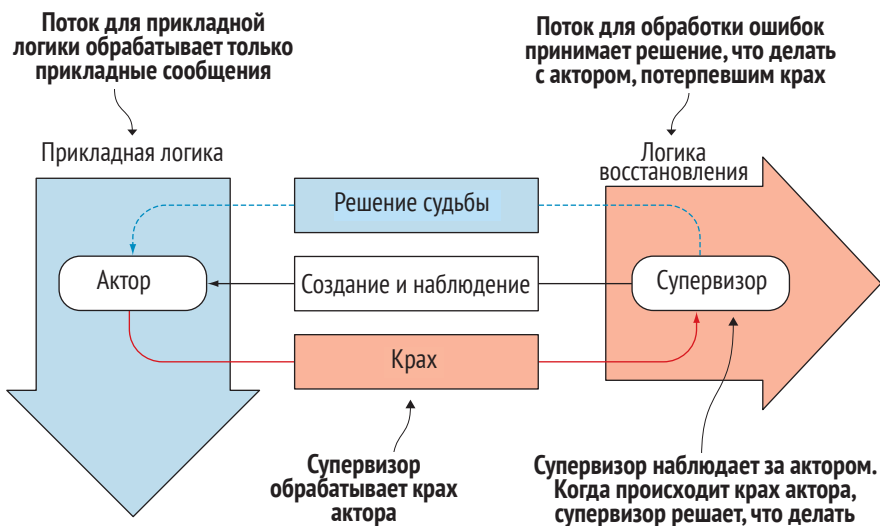 Поток для прикладной
логики обрабатывает только
прикладные сообщения
Поток для обработки ошибок
принимает решение, что делать
с актором, потерпевшим крах
Прикладная логика
Логика
восстановления
Решение судьбы
Актор
Создание и наблюдение
Супервизор
Крах
Супервизор
обрабатывает крах
актора
Супервизор наблюдает за актором.
Когда происходит крах актора,
супервизор решает, что делать